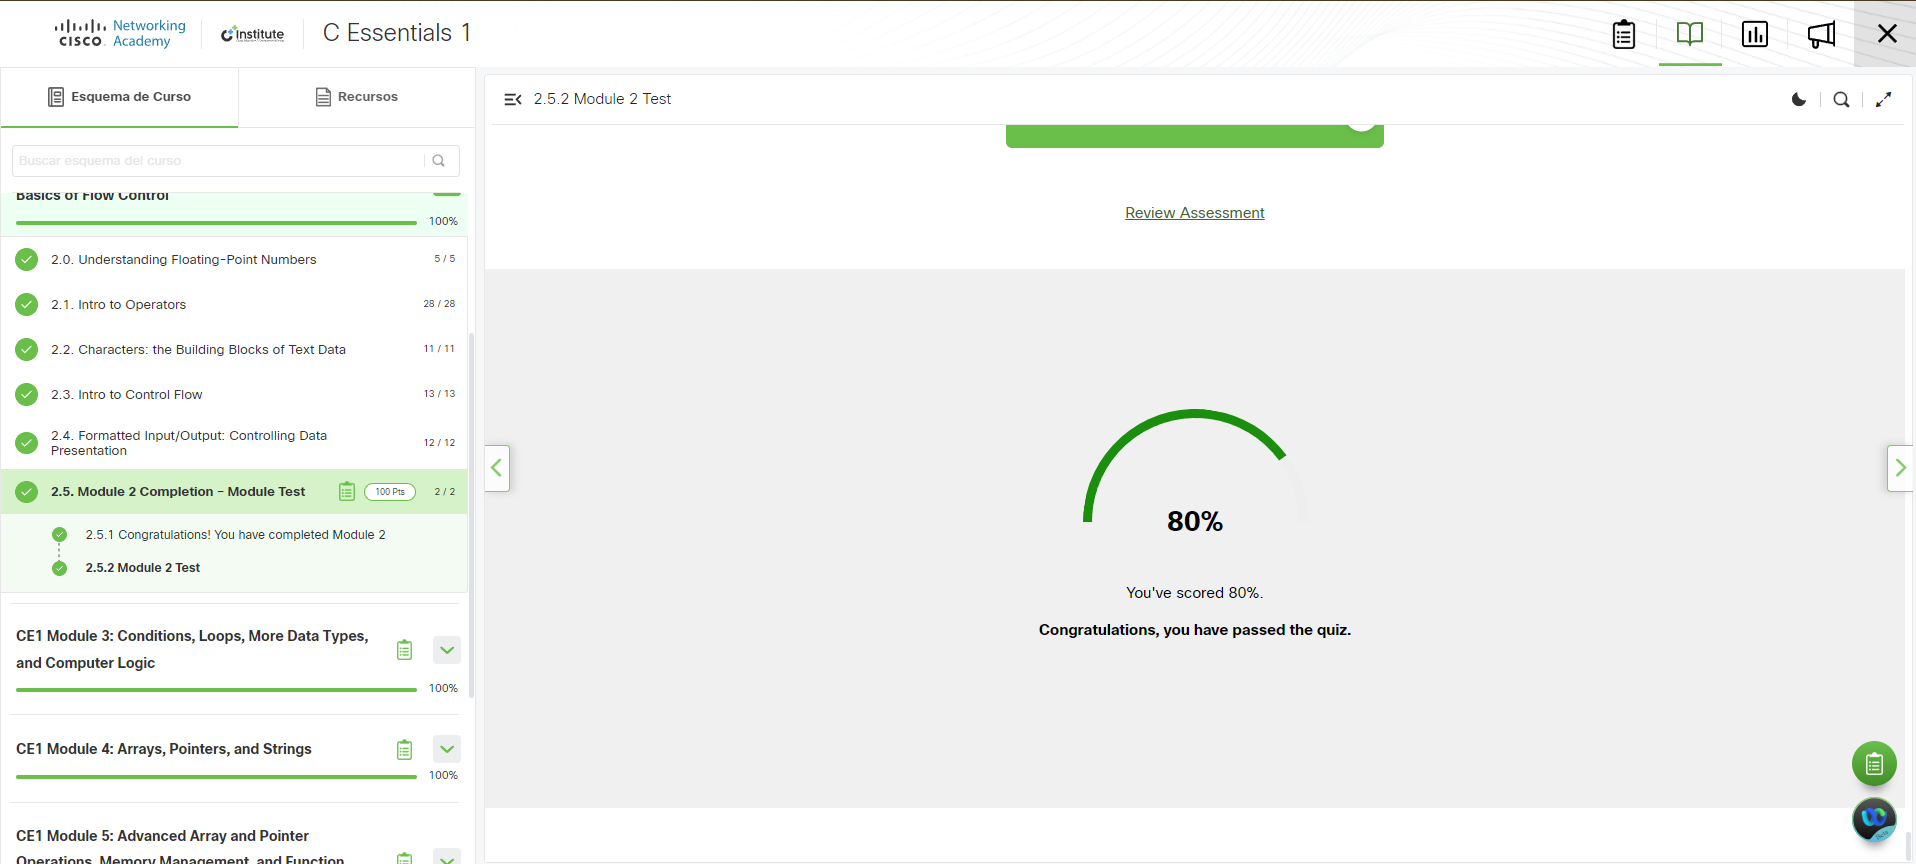 Networking
Academy
CISCO
C++ Institute
C Essentials 1
Esquema de Curso
Recursos
Buscar esquema del curso
Basics of Flow Control
100%
2.0. Understanding Floating-Point Numbers
5 / 5
2.1. Intro to Operators
28 / 28
2.2. Characters: the Building Blocks of Text Data
11 / 11
2.3. Intro to Control Flow
13 / 13
2.4. Formatted Input/Output: Controlling Data
Presentation
12 / 12
2.5. Module 2 Completion - Module Test
100 Pts
2 / 2
2.5.1 Congratulations! You have completed Module 2
2.5.2 Module 2 Test
CE1 Module 3: Conditions, Loops, More Data Types,
and Computer Logic
100%
CE1 Module 4: Arrays, Pointers, and Strings
100%
CE1 Module 5: Advanced Array and Pointer
Operations, Memory Management, and Function
2.5.2 Module 2 Test
Review Assessment
80%
You've scored 80%.
Congratulations, you have passed the quiz.